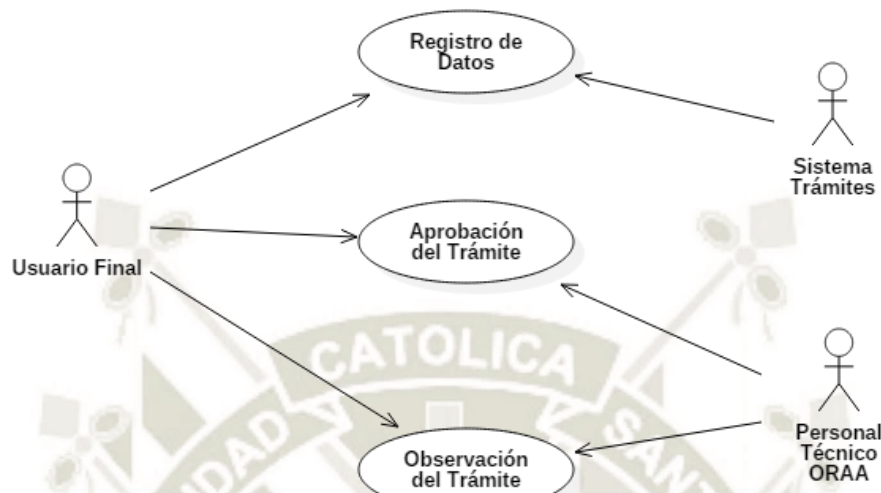 Registro de
Datos
Sistema
Trámites
Aprobación
del Trámite
Usuario Final
CATOLICA
Personal
Técnico
ORAA
Observación
del Trámite